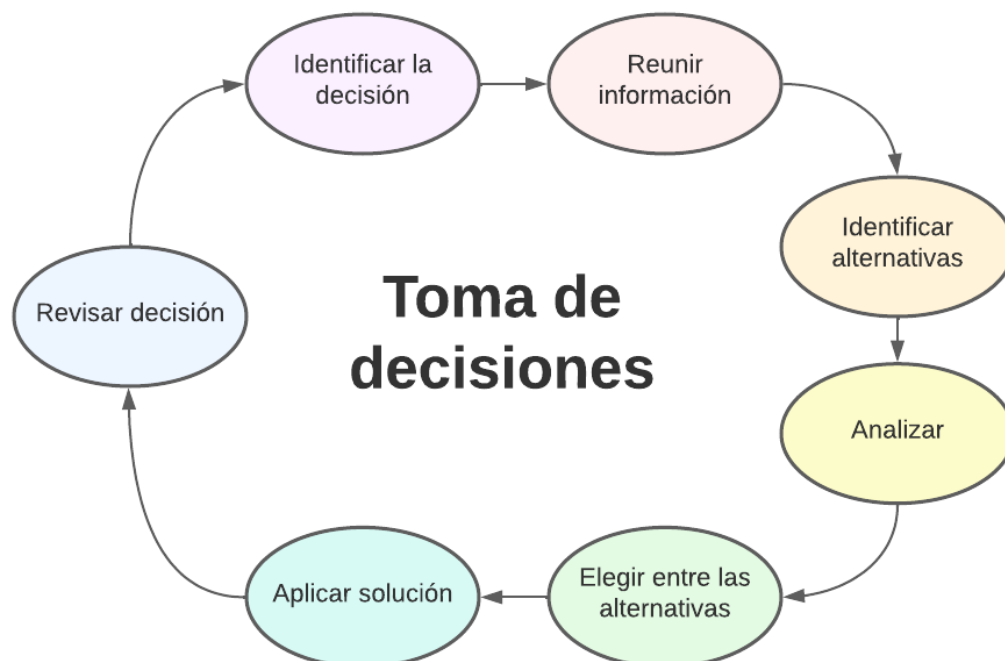 Identificar la
decisión
Reunir
información
Identificar
alternativas
Analizar
Elegir entre las
alternativas
Aplicar solución
Revisar decisión
Toma de
decisiones